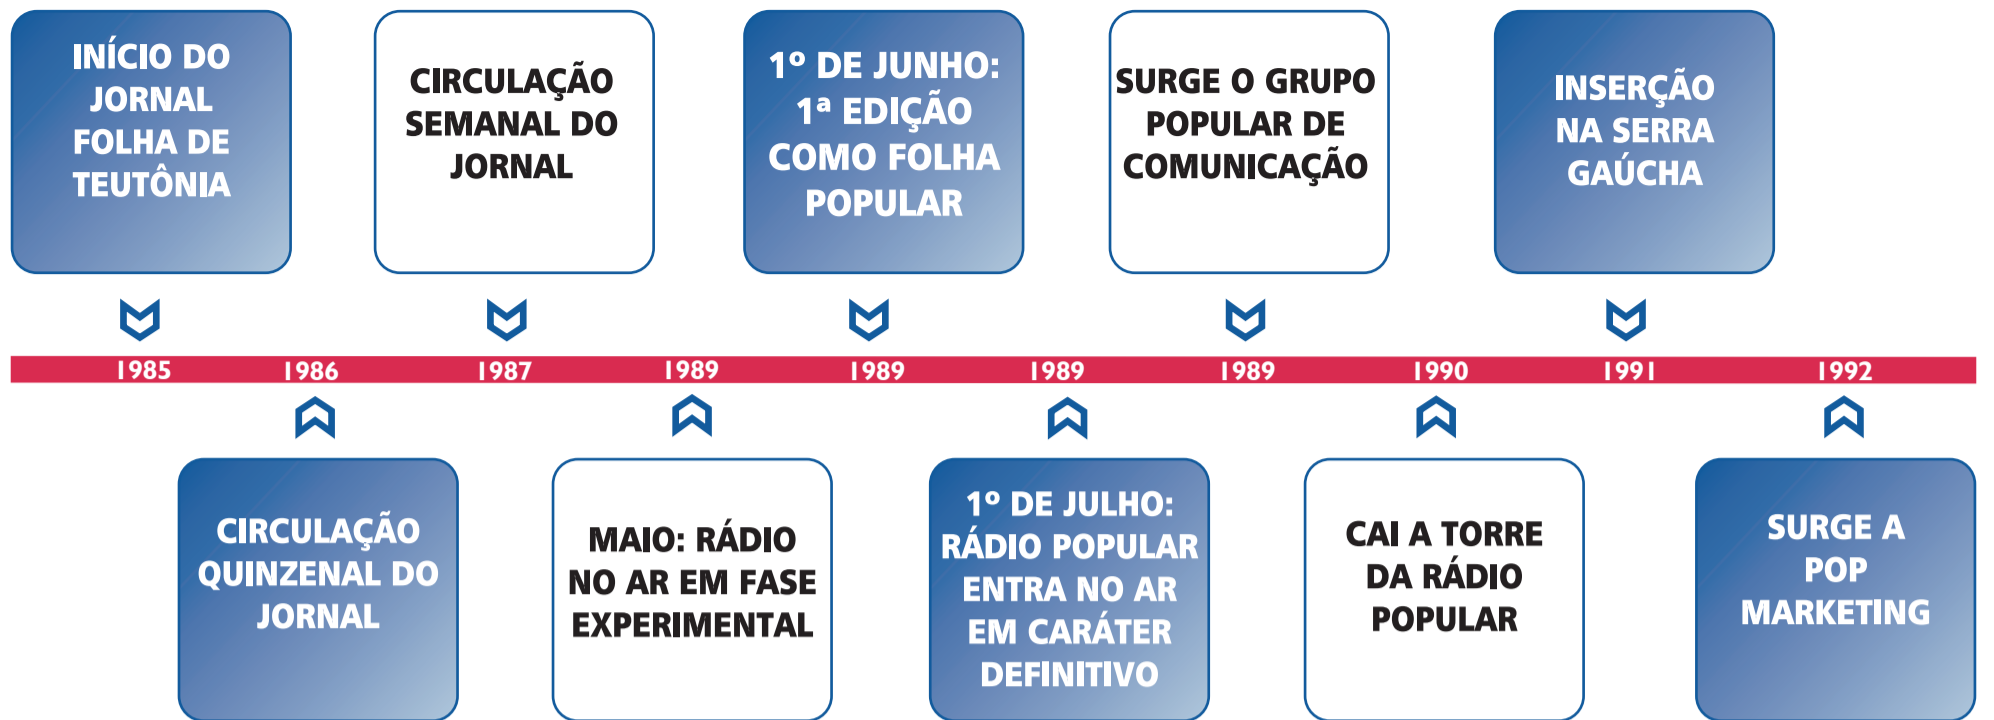 INÍCIO DO
JORNAL
FOLHA DE
TEUTÔNIA
CIRCULAÇÃO
SEMANAL DO
JORNAL
1º DE JUNHO:
1ª EDIÇÃO
COMO FOLHA
POPULAR
SURGE O GRUPO
POPULAR DE
COMUNICAÇÃO
INSERÇÃO
NA SERRA
GAÚCHA
1985 1986 1987 1989 1989 1989 1989 1990 1991 1992
CIRCULAÇÃO
QUINZENAL DO
JORNAL
MAIO: RÁDIO
NO AR EM FASE
EXPERIMENTAL
1º DE JULHO:
RÁDIO POPULAR
ENTRA NO AR
EM CARÁTER
DEFINITIVO
CAI A TORRE
DA RÁDIO
POPULAR
SURGE A
POP
MARKETING